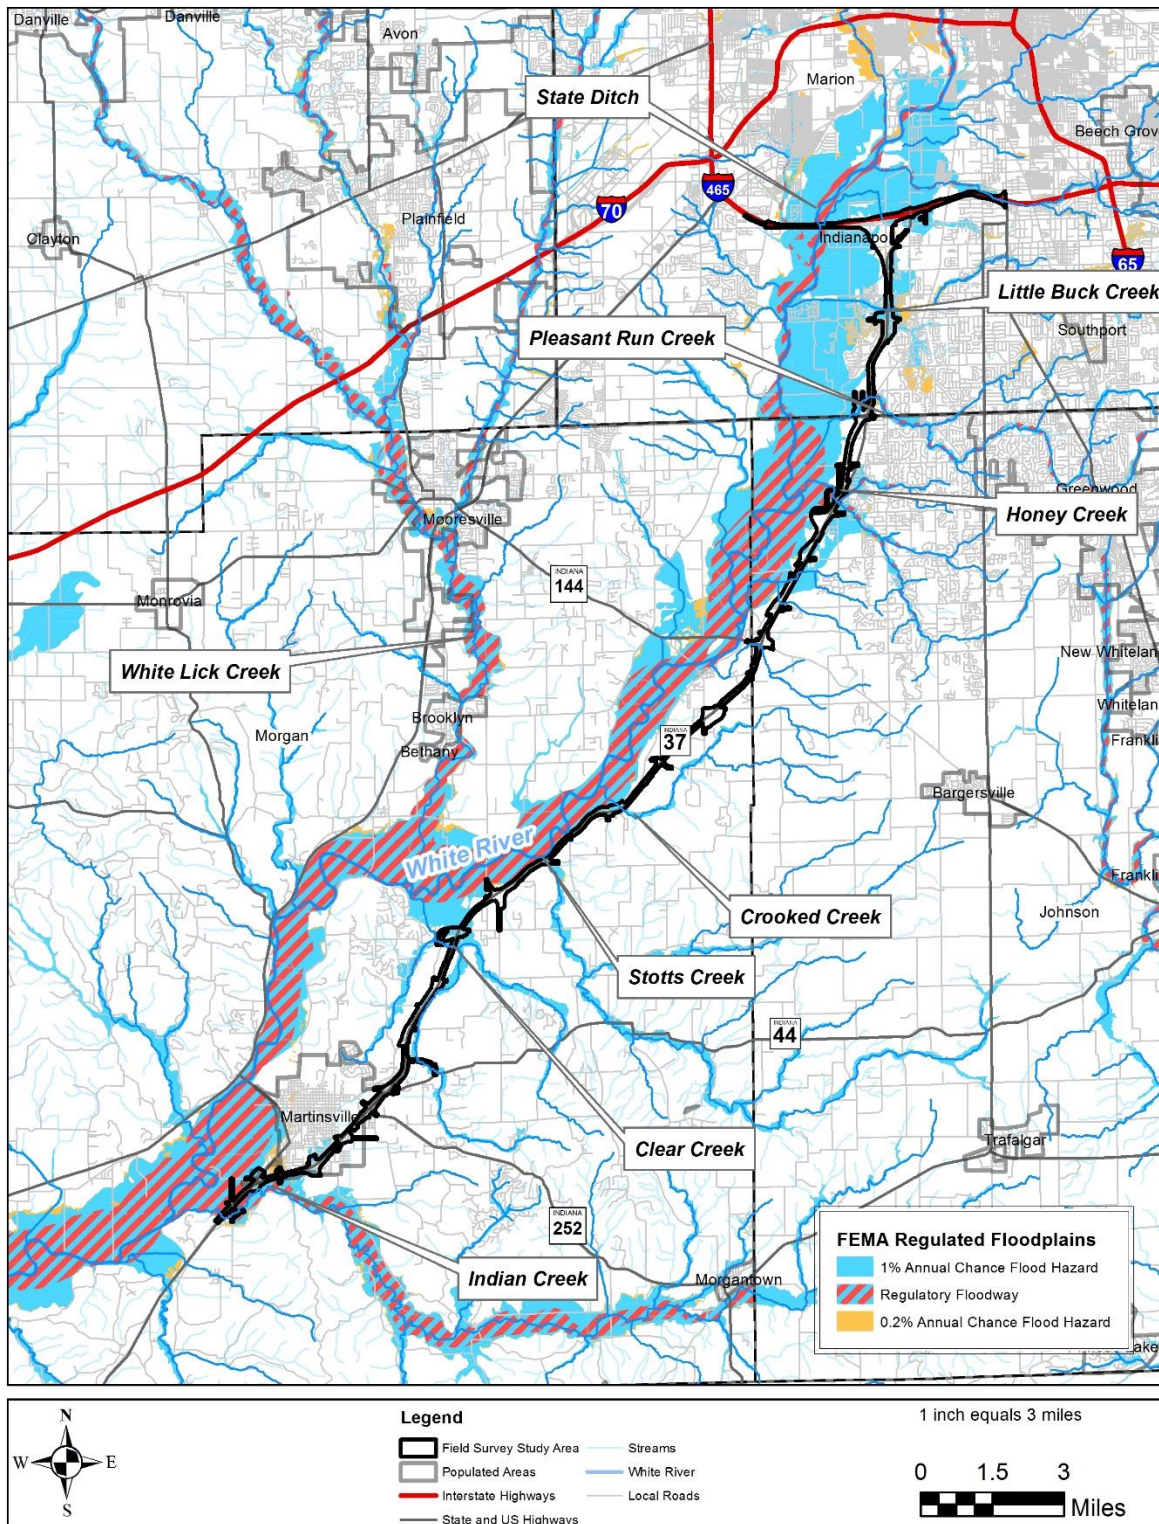 Danville
Danville
Avon
Marion
State Ditch
Beech Grov
465
70
Plainfield
Clayton
Indianapol
65
Little Buck Creek
Pleasant Run Creek
Southport
Greenwood
Mooresville
Honey Creek
INDIANA
144
Monrovia
New Whitelan
White Lick Creek
Whitelan
Brooklyn
Morgan
INDIANA
37
Frankli
Bethany
Bargersville
White River
Frankli
Crooked Creek
Johnson
Stotts Creek
INDIANA
44
Martinsville
Clear Creek
Trafalgar
INDIANA
252
FEMA Regulated Floodplains
1% Annual Chance Flood Hazard
Regulatory Floodway
0.2% Annual Chance Flood Hazard
Indian Creek
Morgantown
N
W
E
S
Legend
Field Survey Study Area
Populated Areas
Interstate Highways
State and US Highways
Streams
White River
Local Roads
1 inch equals 3 miles
0 1.5 3
Miles